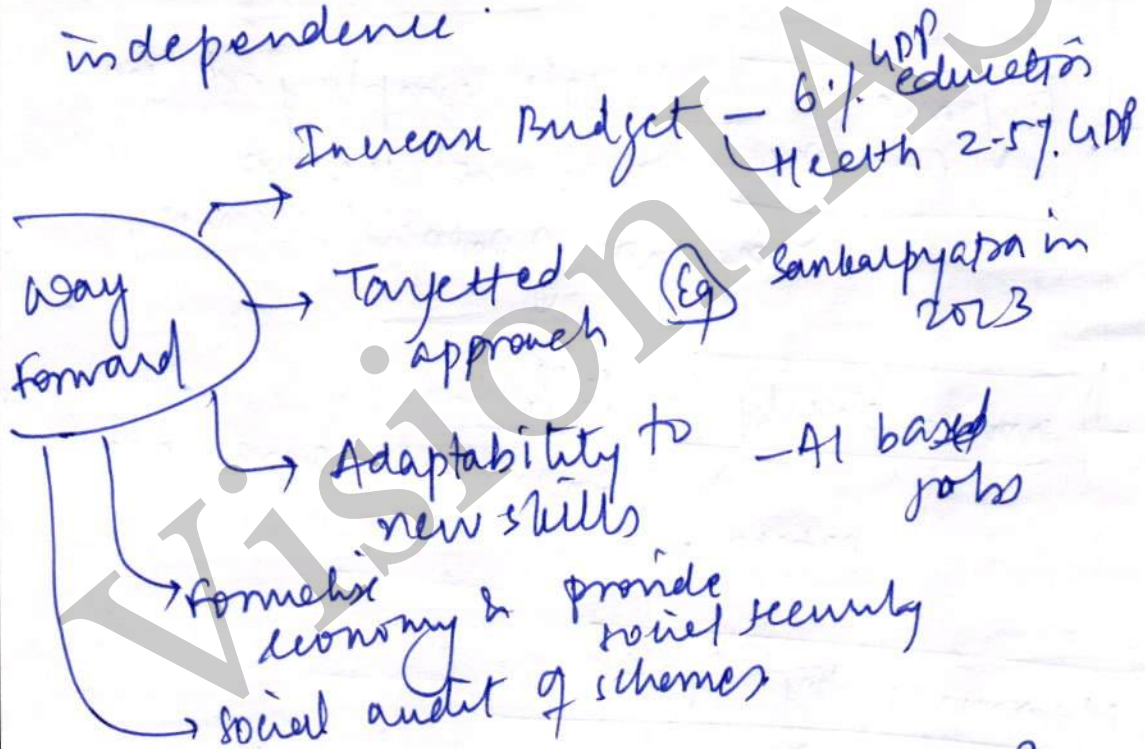 independence.
Increase Budget - 6% GDP education
Health 2.5% GDP
Way Forward
Targetted approach Eg Sankalpyatra in 2023
Adaptability to new skills - AI based jobs
Formalise economy & provide social security
Social audit of schemes
VisionIAS